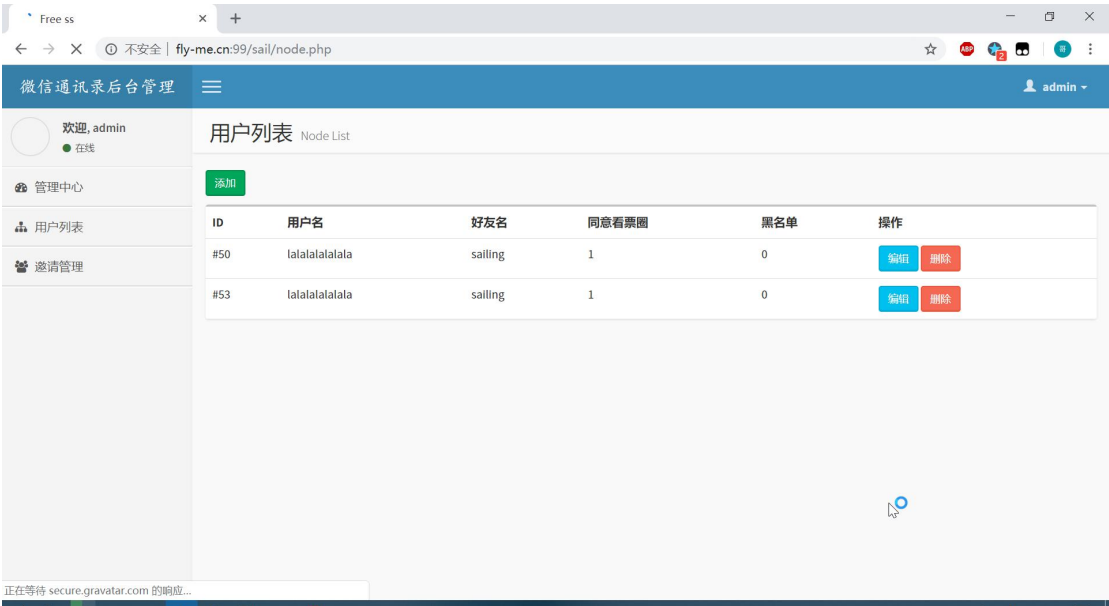 Free ss
不安全 | fly-me.cn:99/sail/node.php
ABP
2
哥
微信通讯录后台管理
admin
欢迎, admin
在线
用户列表 Node List
管理中心
添加
用户列表
邀请管理
ID 用户名 好友名 同意看票圈 黑名单 操作
#50 lalalalalalala sailing 1 0 编辑 删除
#53 lalalalalalala sailing 1 0 编辑 删除
正在等待 secure.gravatar.com 的响应...